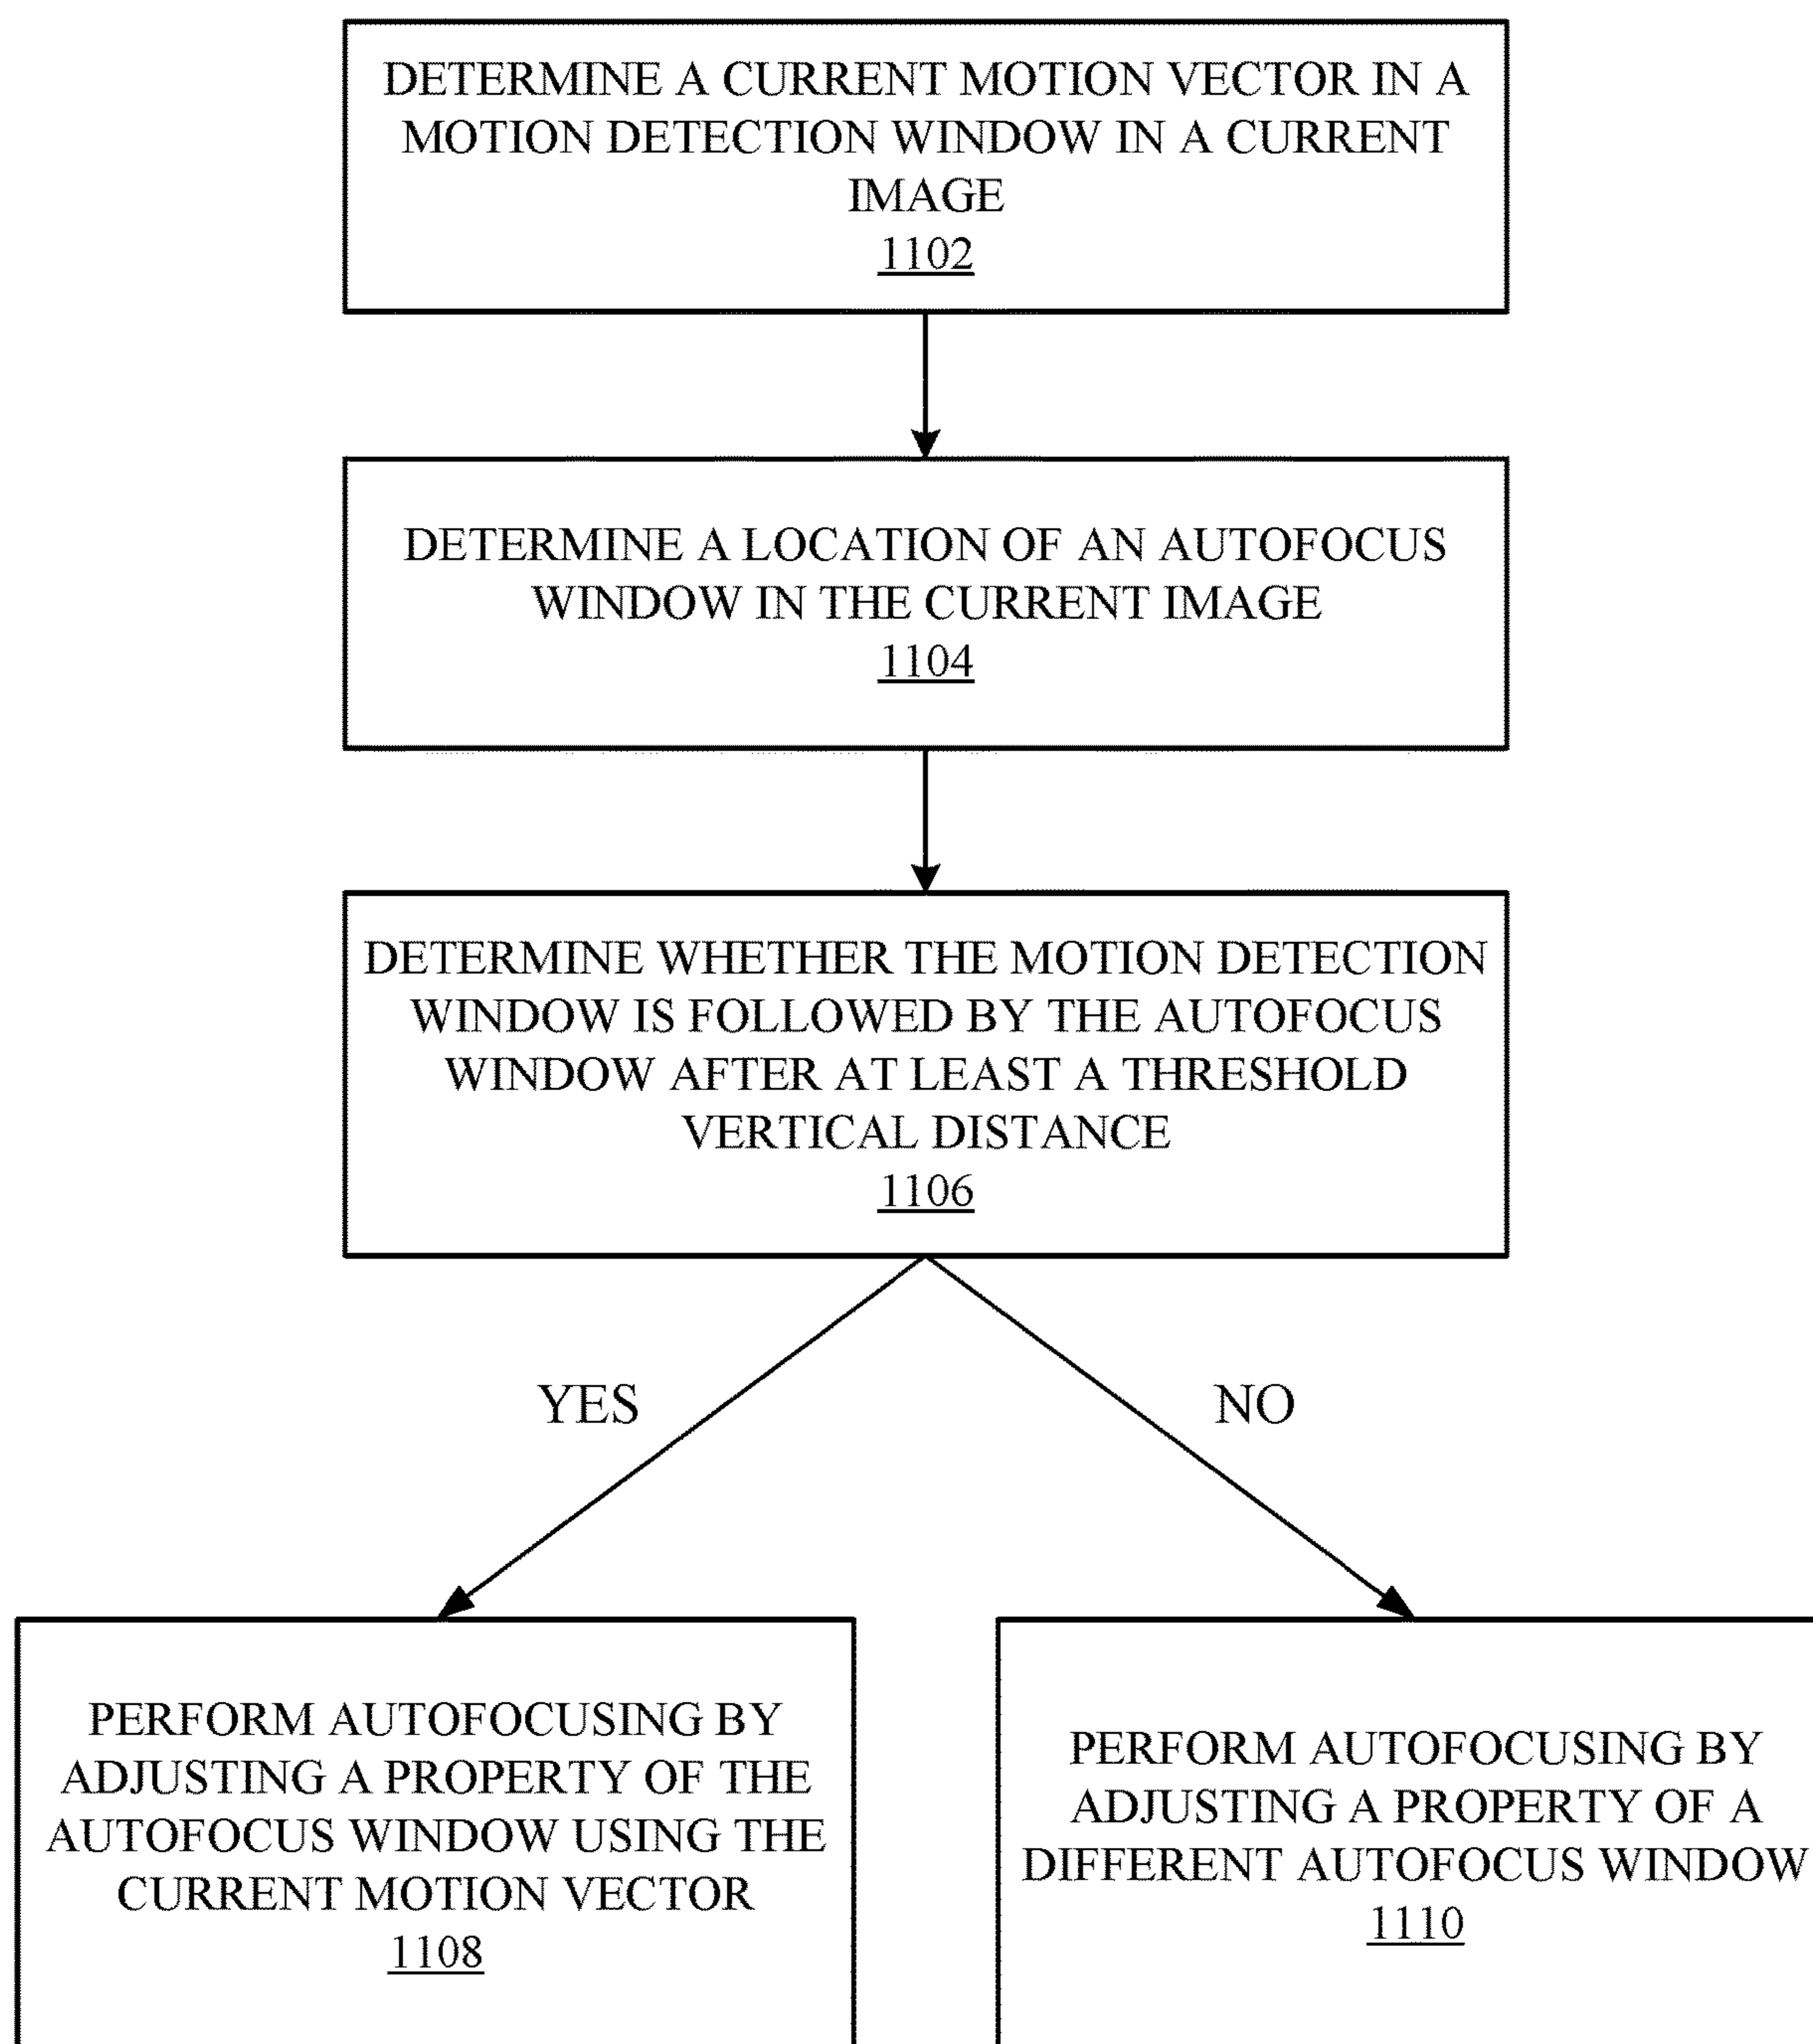 DETERMINE A CURRENT MOTION VECTOR IN A
MOTION DETECTION WINDOW IN A CURRENT
IMAGE
1102
DETERMINE A LOCATION OF AN AUTOFOCUS
WINDOW IN THE CURRENT IMAGE
1104
DETERMINE WHETHER THE MOTION DETECTION
WINDOW IS FOLLOWED BY THE AUTOFOCUS
WINDOW AFTER AT LEAST A THRESHOLD
VERTICAL DISTANCE
1106
YES
NO
PERFORM AUTOFOCUSING BY
ADJUSTING A PROPERTY OF THE
AUTOFOCUS WINDOW USING THE
CURRENT MOTION VECTOR
1108
PERFORM AUTOFOCUSING BY
ADJUSTING A PROPERTY OF A
DIFFERENT AUTOFOCUS WINDOW
1110